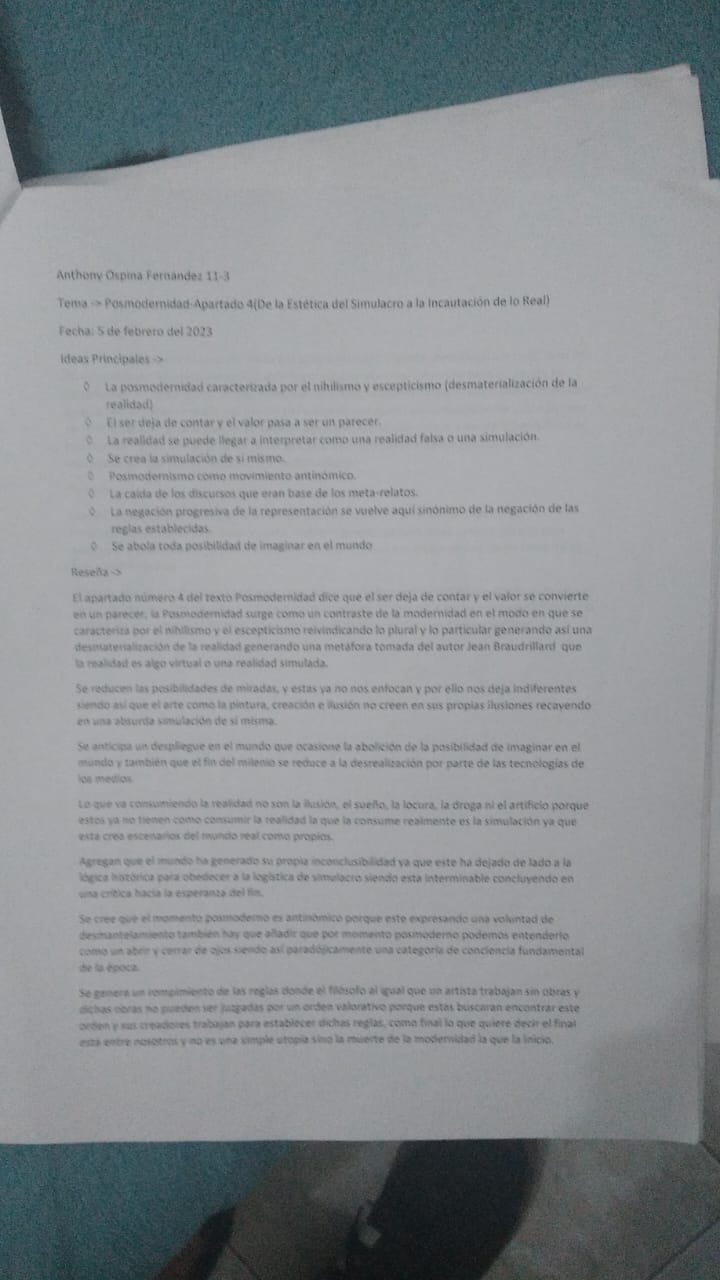 Anthony Ospina Fernández 11-3
Tema -> Posmodernidad-Apartado 4(De la Estética del Simulacro a la Incautación de lo Real)
Fecha: 5 de febrero del 2023
Ideas Principales ->
◊ La posmodernidad caracterizada por el nihilismo y escepticismo (desmaterialización de la
realidad)
◊ El ser deja de contar y el valor pasa a ser un parecer.
◊ La realidad se puede llegar a interpretar como una realidad falsa o una simulación.
◊ Se crea la simulación de sí mismo.
◊ Posmodernismo como movimiento antinómico.
◊ La caída de los discursos que eran base de los meta-relatos.
◊ La negación progresiva de la representación se vuelve aquí sinónimo de la negación de las
reglas establecidas.
◊ Se abola toda posibilidad de imaginar en el mundo
Reseña ->
El apartado número 4 del texto Posmodernidad dice que el ser deja de contar y el valor se convierte
en un parecer, la Posmodernidad surge como un contraste de la modernidad en el modo en que se
caracteriza por el nihilismo y el escepticismo reivindicando lo plural y lo particular generando así una
desmaterialización de la realidad generando una metáfora tomada del autor Jean Braudrillard que
la realidad es algo virtual o una realidad simulada.
Se reducen las posibilidades de miradas, y estas ya no nos enfocan y por ello nos deja indiferentes
siendo así que el arte como la pintura, creación e ilusión no creen en sus propias ilusiones recayendo
en una absurda simulación de sí misma.
Se anticipa un despliegue en el mundo que ocasione la abolición de la posibilidad de imaginar en el
mundo y también que el fin del milenio se reduce a la desrealización por parte de las tecnologías de
los medios.
Lo que va consumiendo la realidad no son la ilusión, el sueño, la locura, la droga ni el artificio porque
estos ya no tienen como consumir la realidad la que la consume realmente es la simulación ya que
esta crea escenarios del mundo real como propios.
Agregan que el mundo ha generado su propia inconclusibilidad ya que este ha dejado de lado a la
lógica histórica para obedecer a la logística de simulacro siendo esta interminable concluyendo en
una crítica hacia la esperanza del fin.
Se cree que el momento posmoderno es antinómico porque este expresando una voluntad de
desmantelamiento también hay que añadir que por momento posmoderno podemos entenderlo
como un abrir y cerrar de ojos siendo así paradójicamente una categoría de conciencia fundamental
de la época.
Se genera un rompimiento de las reglas donde el filósofo al igual que un artista trabajan sin obras y
dichas obras no pueden ser juzgadas por un orden valorativo porque estas buscaran encontrar este
orden y sus creadores trabajan para establecer dichas reglas, como final lo que quiere decir el final
está entre nosotros y no es una simple utopía sino la muerte de la modernidad la que la inicio.